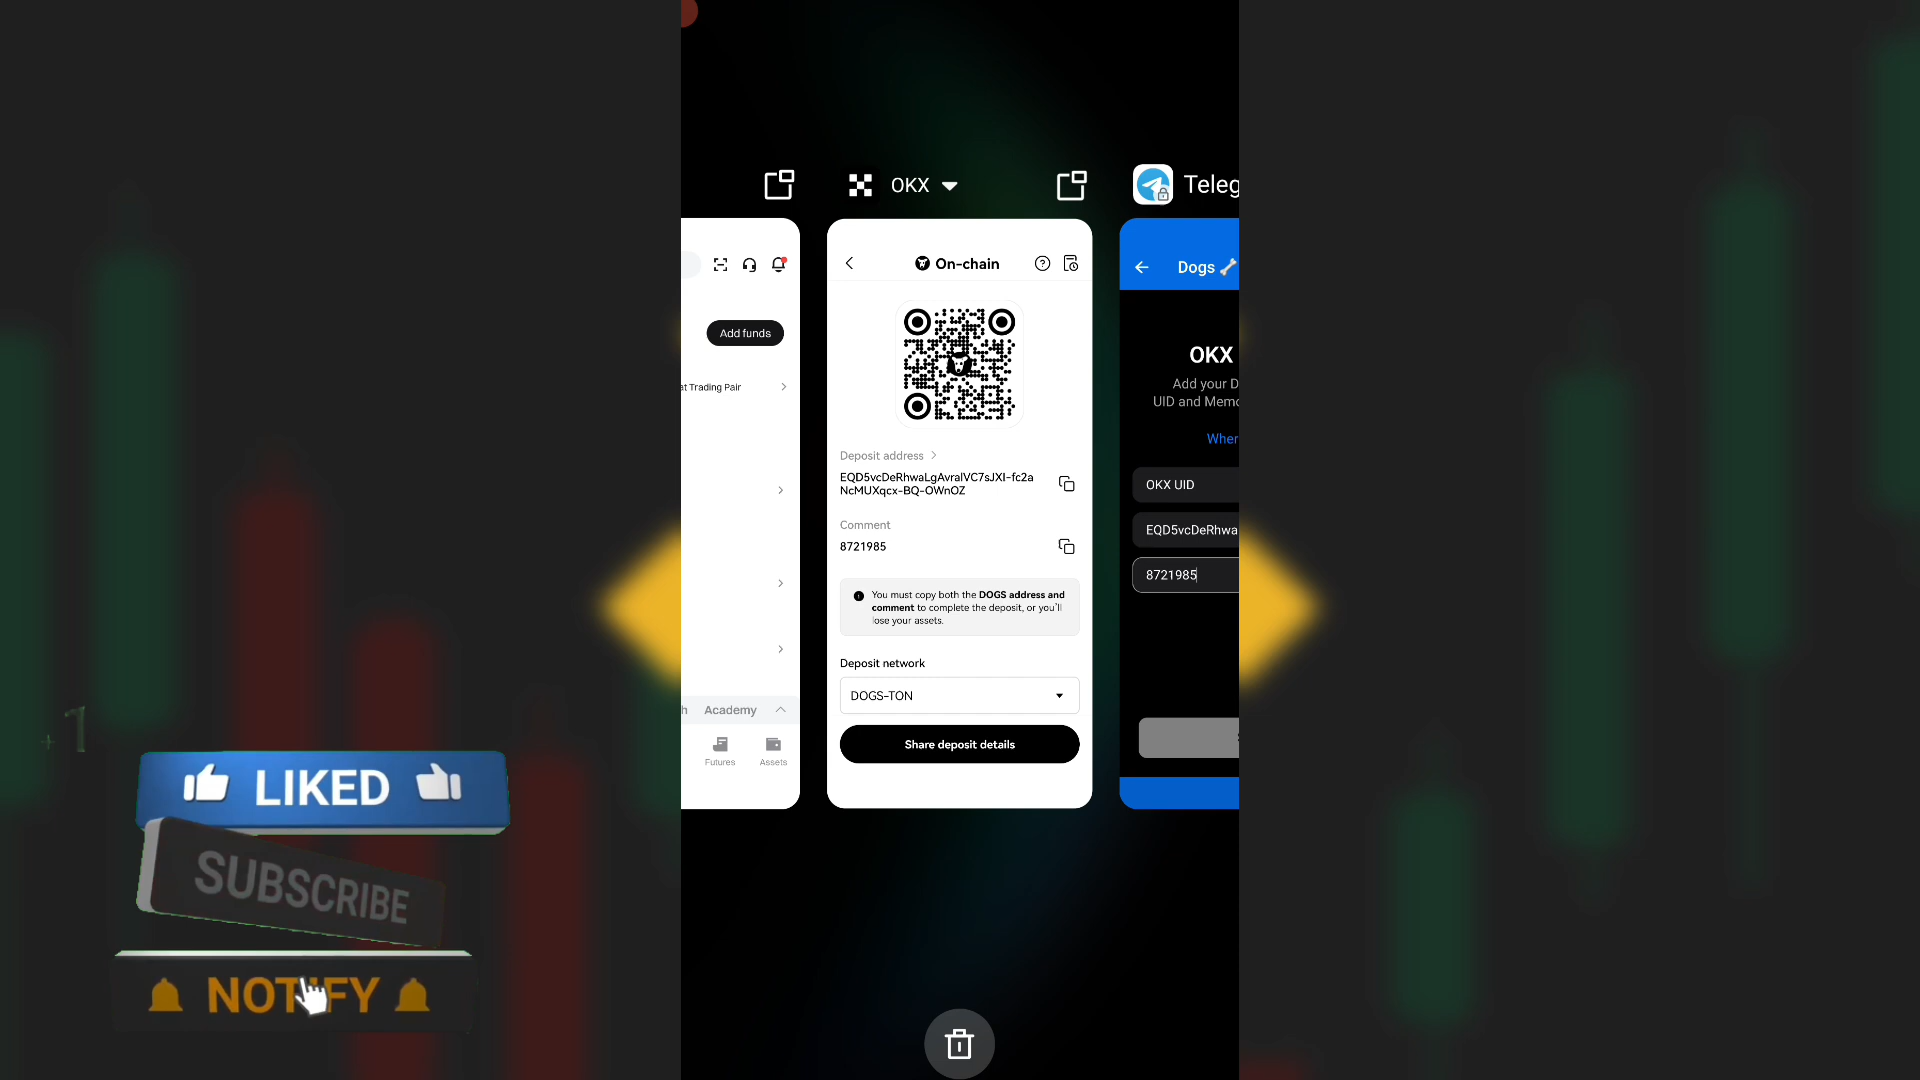 OKX
Teleg
On-chain
Dogs 🦴
Add funds
at Trading Pair
Deposit address
EQD5vcDeRhwaLgAvralVC7sJXI-fc2a
NcMUXqcx-BQ-OWnOZ
Comment
8721985
You must copy both the DOGS address and
comment to complete the deposit, or you'll
lose your assets.
Deposit network
DOGS-TON
Share deposit details
h Academy
Futures
Assets
OKX
Add your D
UID and Memo
Wher
OKX UID
EQD5vcDeRhwa
8721985
+1
LIKED
SUBSCRIBE
NOTIFY